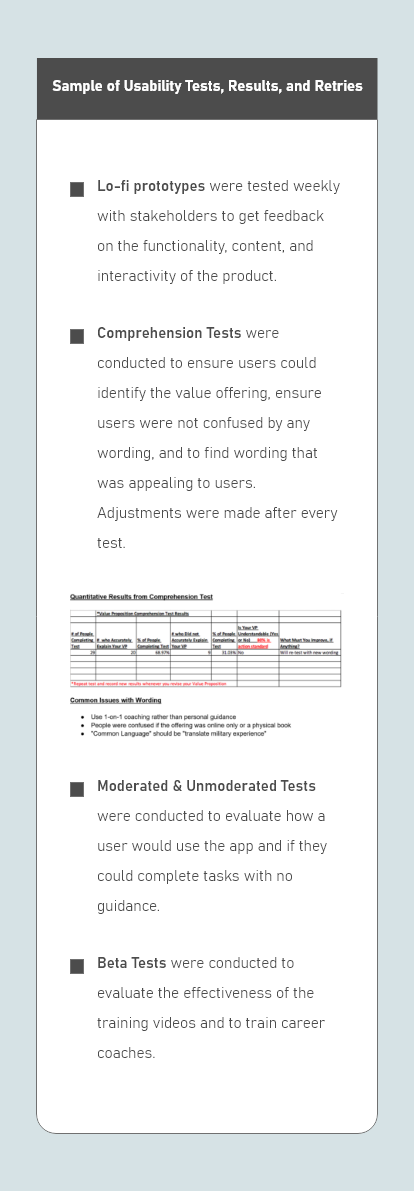 Sample of Usability Tests, Results, and Retries
Lo-fi prototypes were tested weekly
with stakeholders to get feedback
on the functionality, content, and
interactivity of the product.
Comprehension Tests were
conducted to ensure users could
identify the value offering, ensure
users were not confused by any
wording, and to find wording that
was appealing to users.
Adjustments were made after every
test.
Quantitative Results from Comprehension Test
*Value Proposition Comprehension Test Results
# of People Completing Test
# who Accurately Explain Your VP
% of People Completing Test
# who Did not Accurately Explain Your VP
% of People Completing Test
Is Your VP Understandable (Yes or No) 60% is action standard
What Must You Improve, if Anything?
29 20 68.97% 9 31.03% No Will re-test with new wording
*Repeat test and record new results whenever you revise your Value Proposition
Common Issues with Wording
Use 1-on-1 coaching rather than personal guidance
People were confused if the offering was online only or a physical book
"Common Language" should be "translate military experience"
Moderated & Unmoderated Tests
were conducted to evaluate how a
user would use the app and if they
could complete tasks with no
guidance.
Beta Tests were conducted to
evaluate the effectiveness of the
training videos and to train career
coaches.